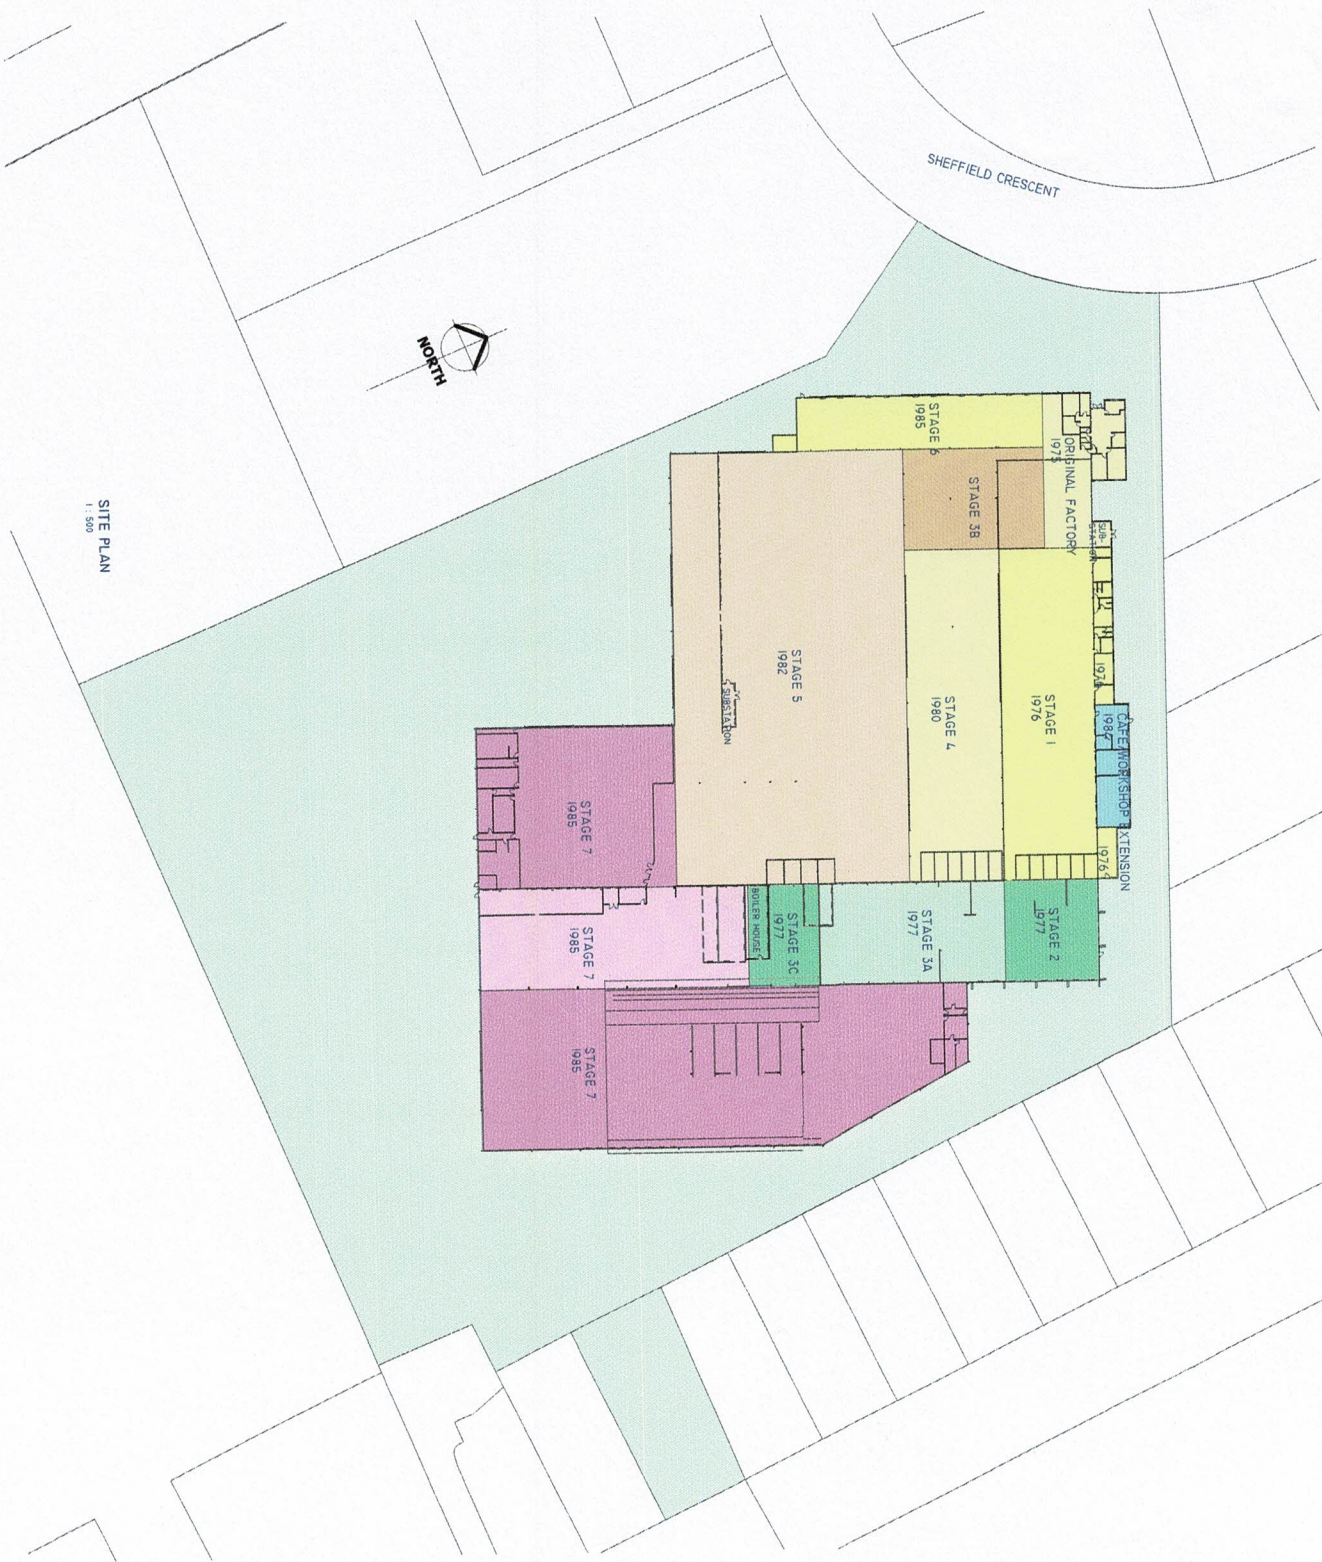 SHEFFIELD CRESCENT
NORTH
SITE PLAN
1 : 500
STAGE 6
1985
ORIGINAL FACTORY
1975
STAGE 3B
SUB-
STATION
STAGE 5
1982
SUBSTATION
STAGE 4
1980
STAGE 1
1976
1976
CAFE/WORKSHOP EXTENSION
1976
STAGE 7
1985
STAGE 7
1985
BOILER HOUSE
STAGE 3C
1977
STAGE 3A
1977
STAGE 2
1977
STAGE 7
1985